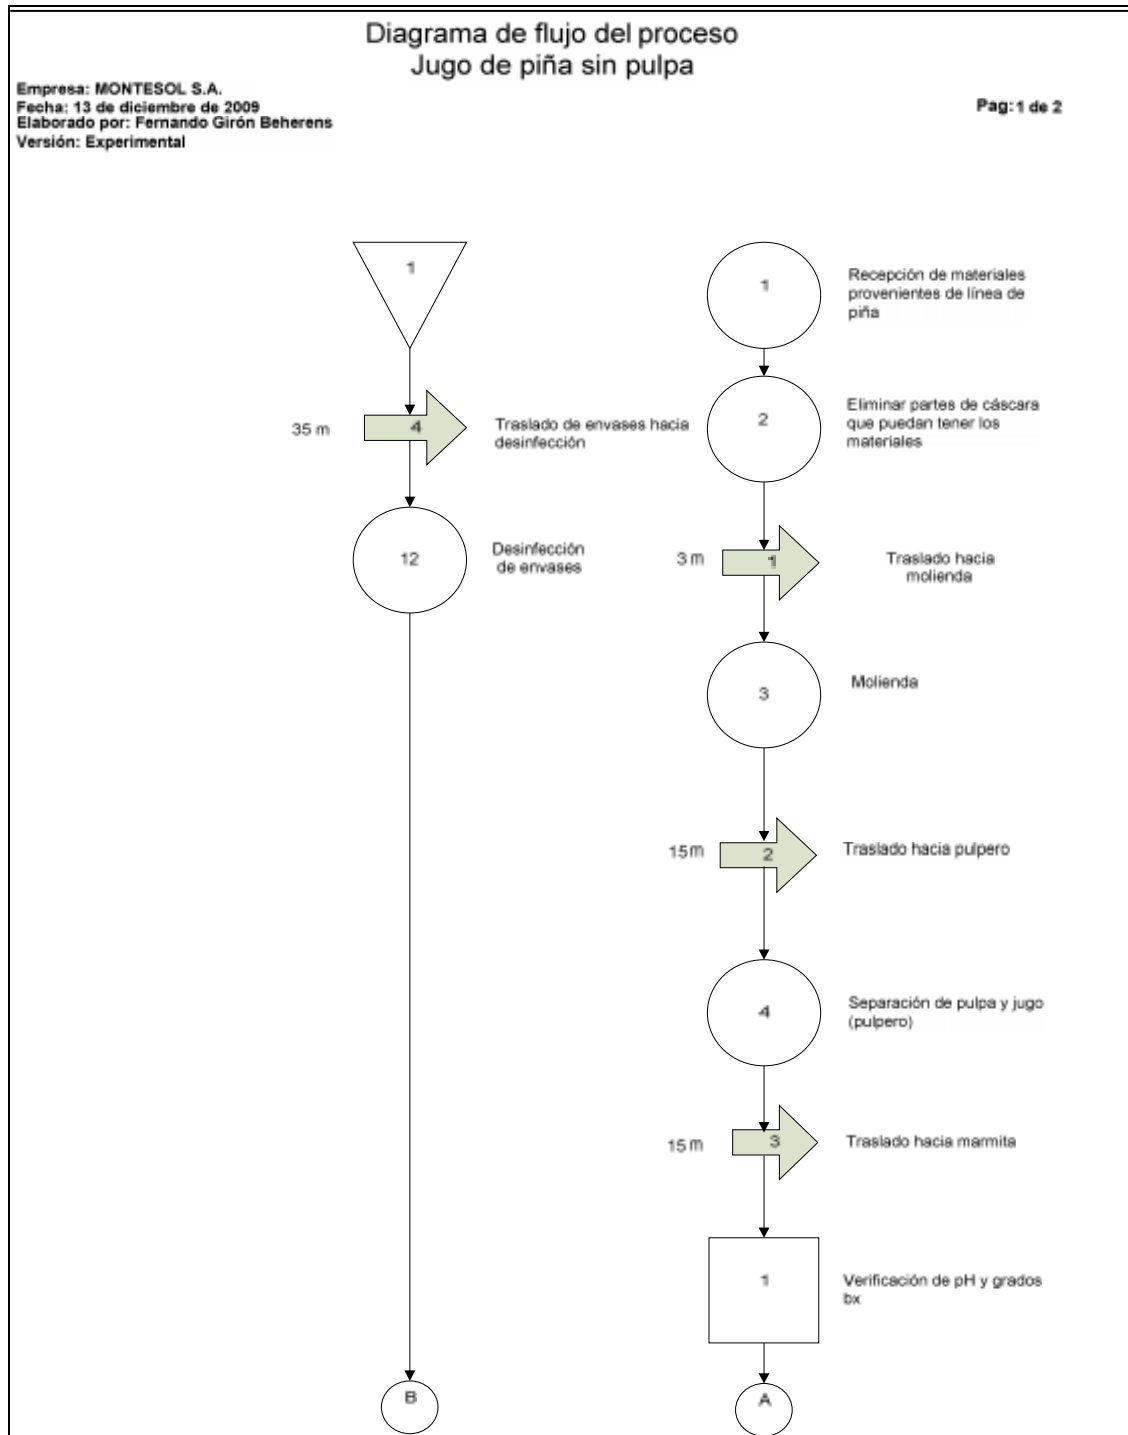 Diagrama de flujo del proceso
Jugo de piña sin pulpa
Empresa: MONTESOL S.A.
Fecha: 13 de diciembre de 2009
Elaborado por: Fernando Girón Beherens
Versión: Experimental
Pag: 1 de 2
1
35 m
4
Traslado de envases hacia
desinfección
12
Desinfección
de envases
B
1
Recepción de materiales
provenientes de línea de
piña
2
Eliminar partes de cáscara
que puedan tener los
materiales
3 m
1
Traslado hacia
molienda
3
Molienda
15 m
2
Traslado hacia pulpero
4
Separación de pulpa y jugo
(pulpero)
15 m
3
Traslado hacia marmita
1
Verificación de pH y grados
bx
A